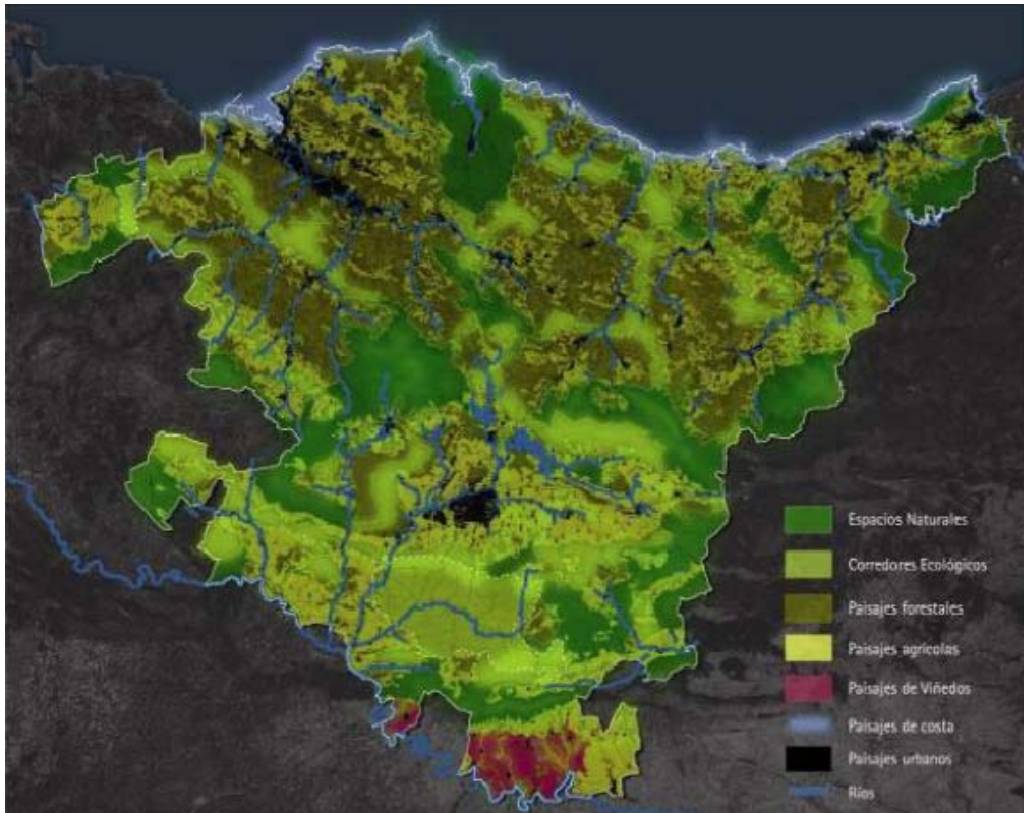 Espacios Naturales
Corredores Ecológicos
Paisajes forestales
Paisajes agrícolas
Paisajes de Viñedos
Paisajes de costa
Paisajes urbanos
Ríos